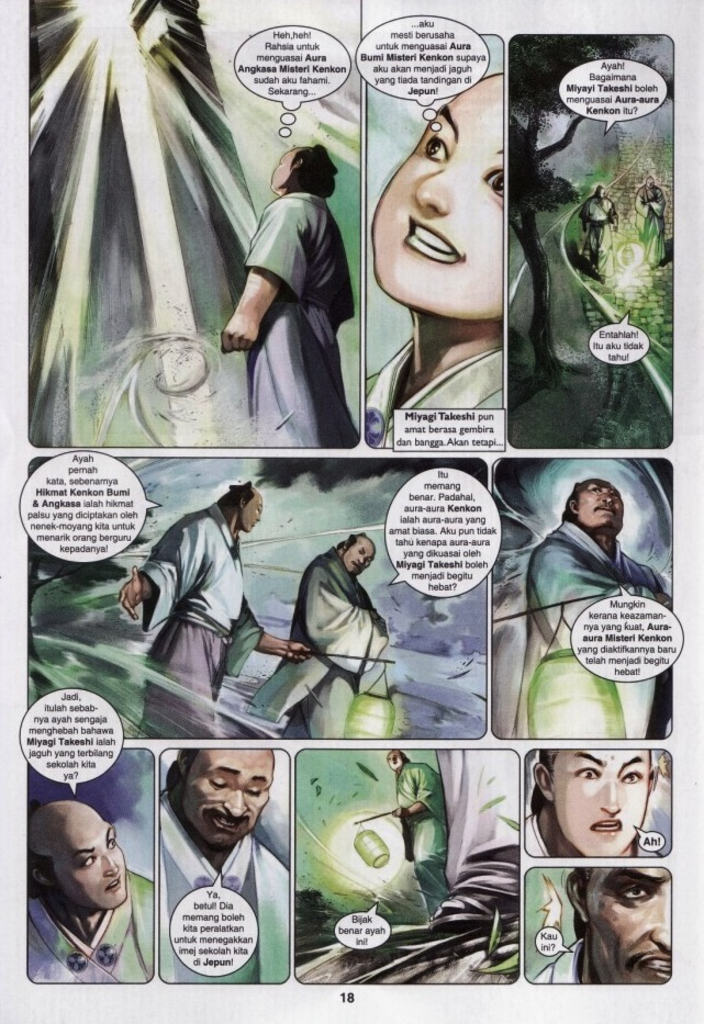 Heh,heh!
Rahsia untuk
menguasai Aura
Angkasa Misteri Kenkon
sudah aku fahami.
Sekarang...
...aku
mesti berusaha
untuk menguasai Aura
Bumi Misteri Kenkon supaya
aku akan menjadi jaguh
yang tiada tandingan di
Jepun!
Miyagi Takeshi pun
amat berasa gembira
dan bangga. Akan tetapi...
Ayah!
Bagaimana
Miyayi Takeshi boleh
menguasai Aura-aura
Kenkon itu?
Entahlah!
Itu aku tidak
tahu!
Ayah
pernah
kata, sebenarnya
Hikmat Kenkon Bumi
& Angkasa ialah hikmat
palsu yang diciptakan oleh
nenek-moyang kita untuk
menarik orang berguru
kepadanya!
Itu
memang
benar. Padahal,
aura-aura Kenkon
ialah aura-aura yang
amat biasa. Aku pun tidak
tahu kenapa aura-aura
yang dikuasai oleh
Miyagi Takeshi boleh
menjadi begitu
hebat?
Mungkin
kerana keazaman-
nya yang kuat, Aura-
aura Misteri Kenkon
yang diaktifkannya baru
telah menjadi begitu
hebat!
Jadi,
itulah sebab-
nya ayah sengaja
menghebah bahawa
Miyagi Takeshi ialah
jaguh yang terbilang
sekolah kita
ya?
Ya,
betul! Dia
memang boleh
kita peralatkan
untuk menegakkan
imej sekolah kita
di Jepun!
Bijak
benar ayah
ini!
Ah!
Kau
ini?
18